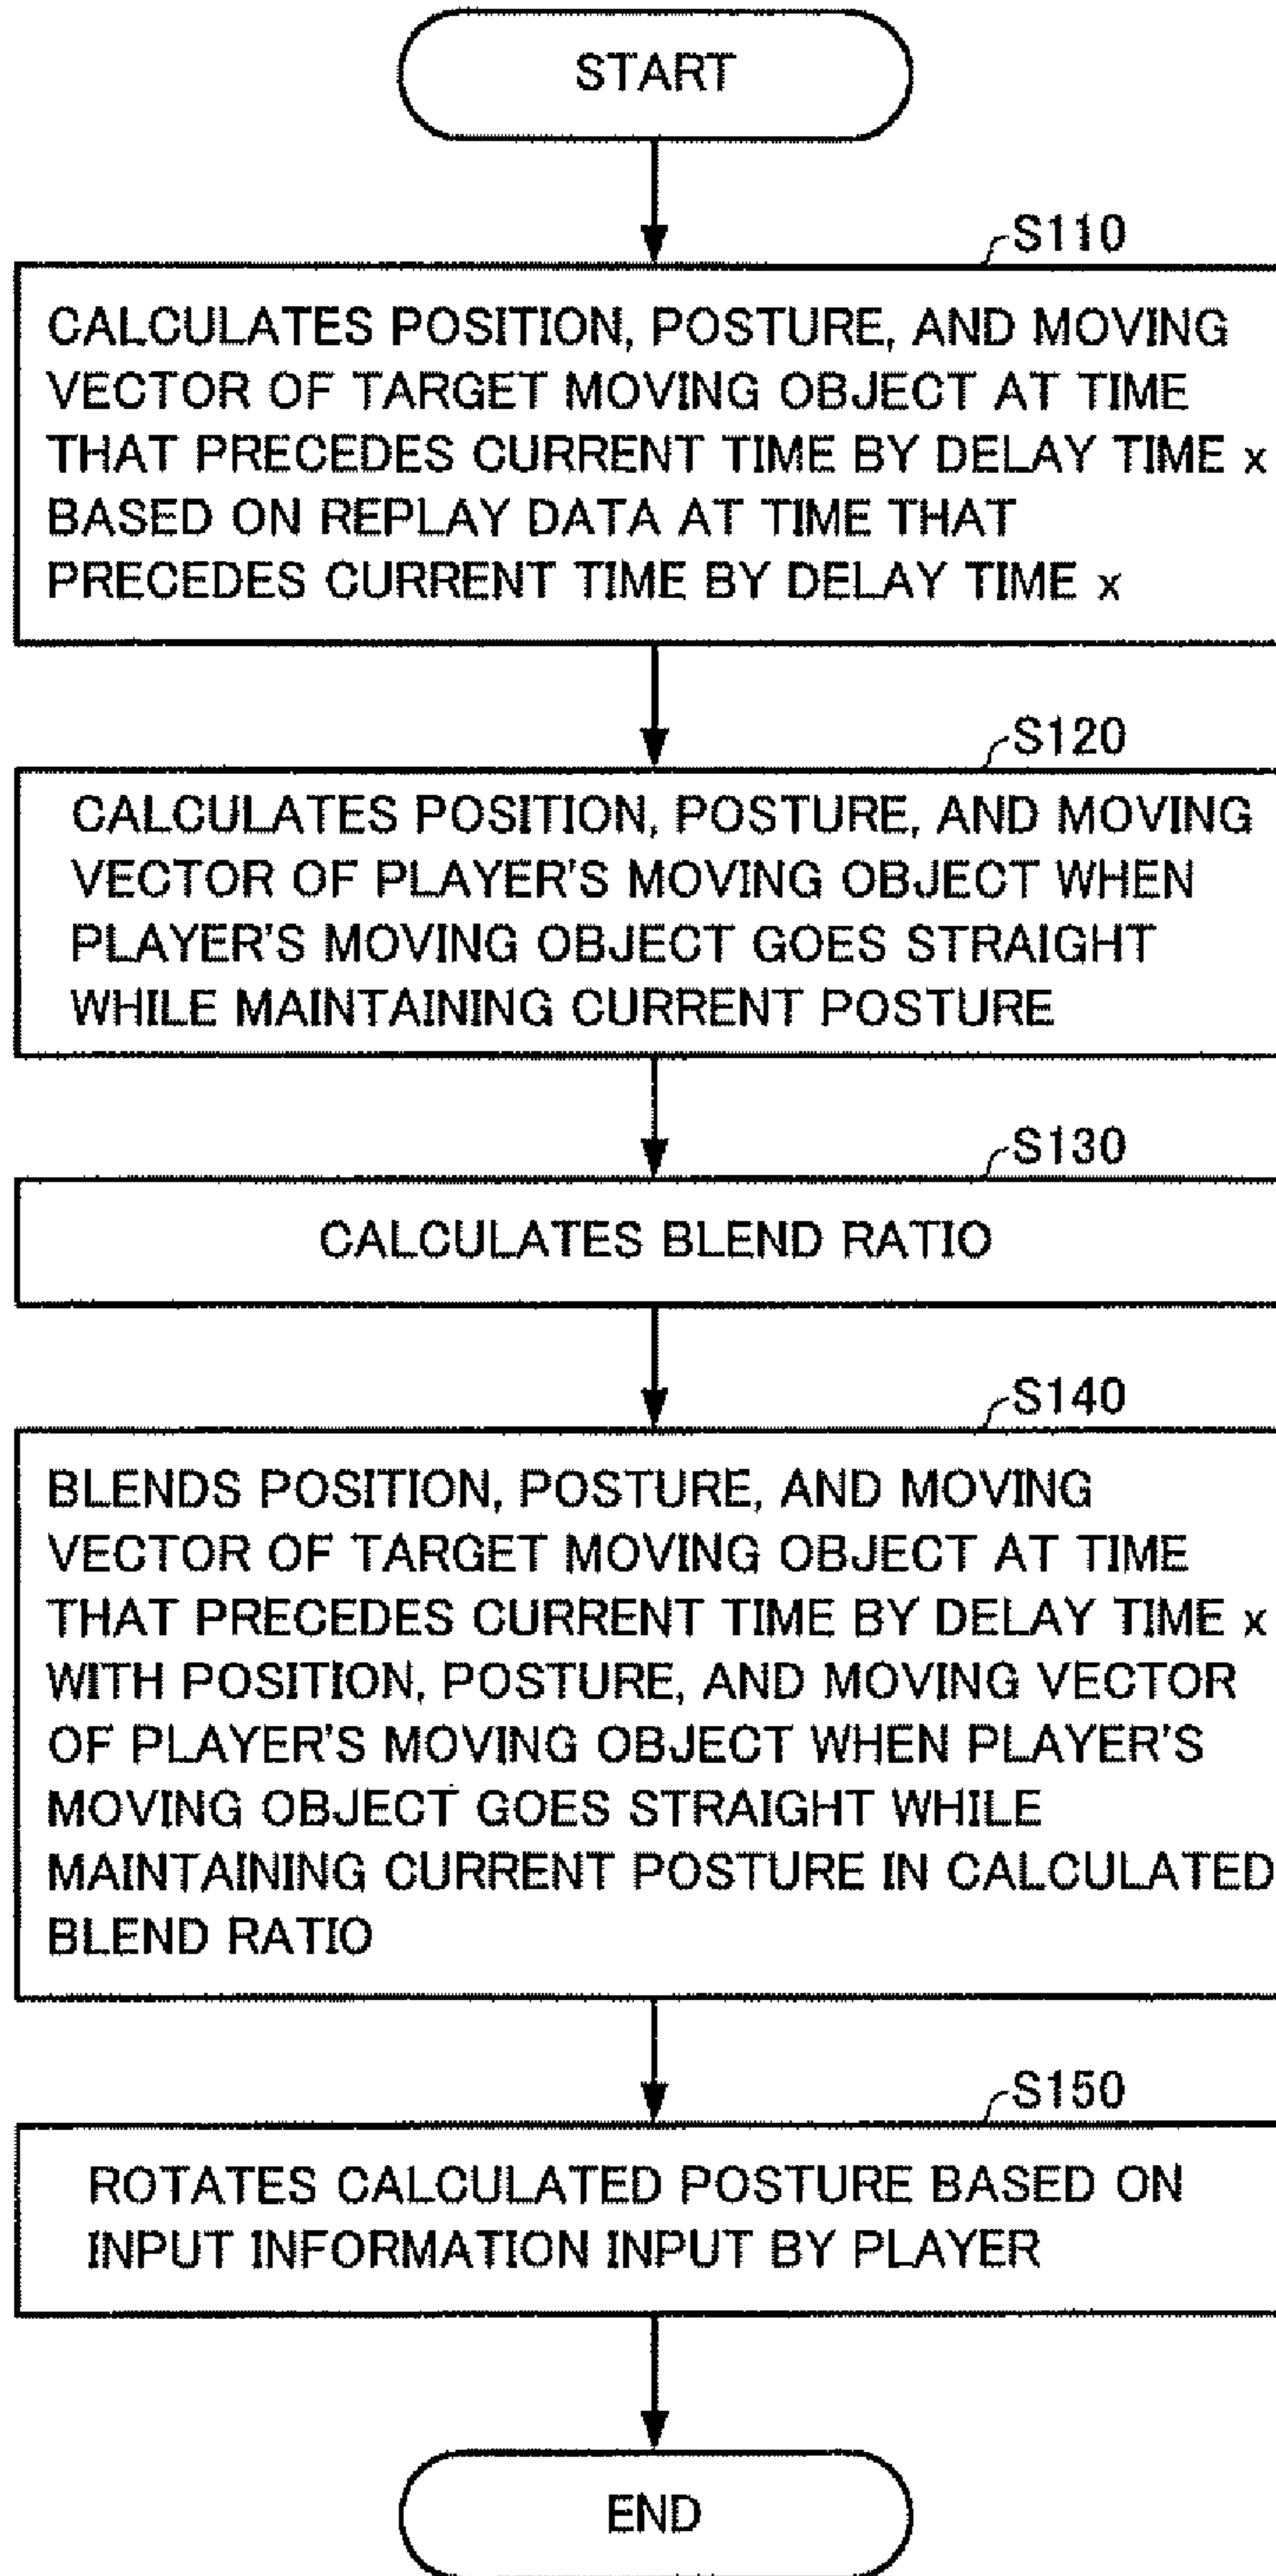 START
S110
CALCULATES POSITION, POSTURE, AND MOVING
VECTOR OF TARGET MOVING OBJECT AT TIME
THAT PRECEDES CURRENT TIME BY DELAY TIME x
BASED ON REPLAY DATA AT TIME THAT
PRECEDES CURRENT TIME BY DELAY TIME x
S120
CALCULATES POSITION, POSTURE, AND MOVING
VECTOR OF PLAYER'S MOVING OBJECT WHEN
PLAYER'S MOVING OBJECT GOES STRAIGHT
WHILE MAINTAINING CURRENT POSTURE
S130
CALCULATES BLEND RATIO
S140
BLENDS POSITION, POSTURE, AND MOVING
VECTOR OF TARGET MOVING OBJECT AT TIME
THAT PRECEDES CURRENT TIME BY DELAY TIME x
WITH POSITION, POSTURE, AND MOVING VECTOR
OF PLAYER'S MOVING OBJECT WHEN PLAYER'S
MOVING OBJECT GOES STRAIGHT WHILE
MAINTAINING CURRENT POSTURE IN CALCULATED
BLEND RATIO
S150
ROTATES CALCULATED POSTURE BASED ON
INPUT INFORMATION INPUT BY PLAYER
END